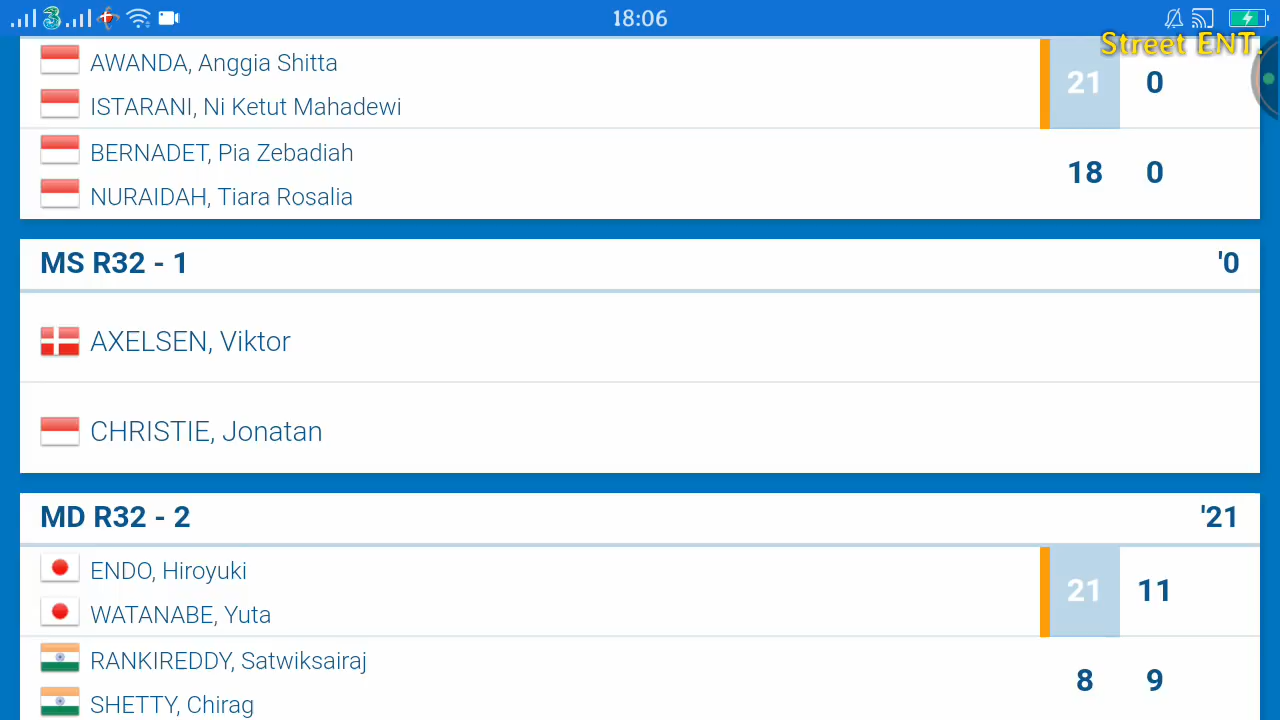 18:06
Street ENT.
AWANDA, Anggia Shitta
21 0
ISTARANI, Ni Ketut Mahadewi
BERNADET, Pia Zebadiah
18 0
NURAIDAH, Tiara Rosalia
MS R32 - 1 '0
AXELSEN, Viktor
CHRISTIE, Jonatan
MD R32 - 2 '21
ENDO, Hiroyuki
21 11
WATANABE, Yuta
RANKIREDDY, Satwiksairaj
8 9
SHETTY, Chirag